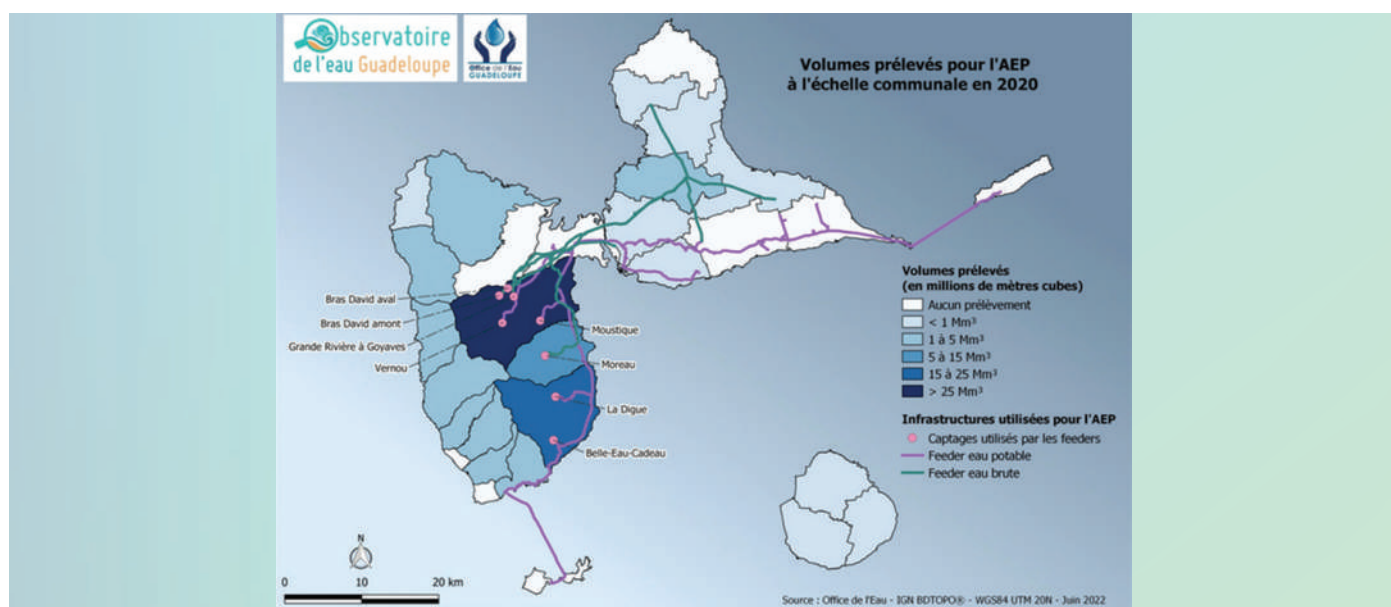 Observatoire
de l'eau Guadeloupe
Office de l'Eau
GUADELOUPE
Volumes prélevés pour l'AEP
à l'échelle communale en 2020
Bras David aval
Bras David amont
Grande Rivière à Goyaves
Vernou
Moustique
Moreau
La Digue
Belle-Eau-Cadeau
Volumes prélevés
(en millions de mètres cubes)
Aucun prélèvement
< 1 Mm³
1 à 5 Mm³
5 à 15 Mm³
15 à 25 Mm³
> 25 Mm³
Infrastructures utilisées pour l'AEP
Captages utilisés par les feeders
Feeder eau potable
Feeder eau brute
N
0 10 20 km
Source : Office de l'Eau - IGN BDTOPO® - WGS84 UTM 20N - Juin 2022